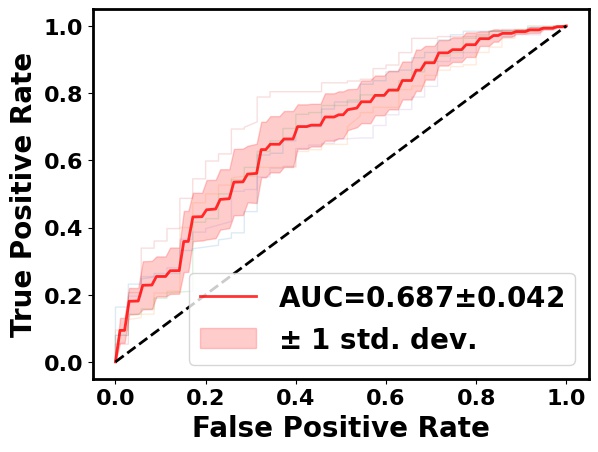 True Positive Rate
1.0
0.8
0.6
0.4
0.2
0.0
AUC=0.687±0.042
± 1 std. dev.
0.0 0.2 0.4 0.6 0.8 1.0
False Positive Rate